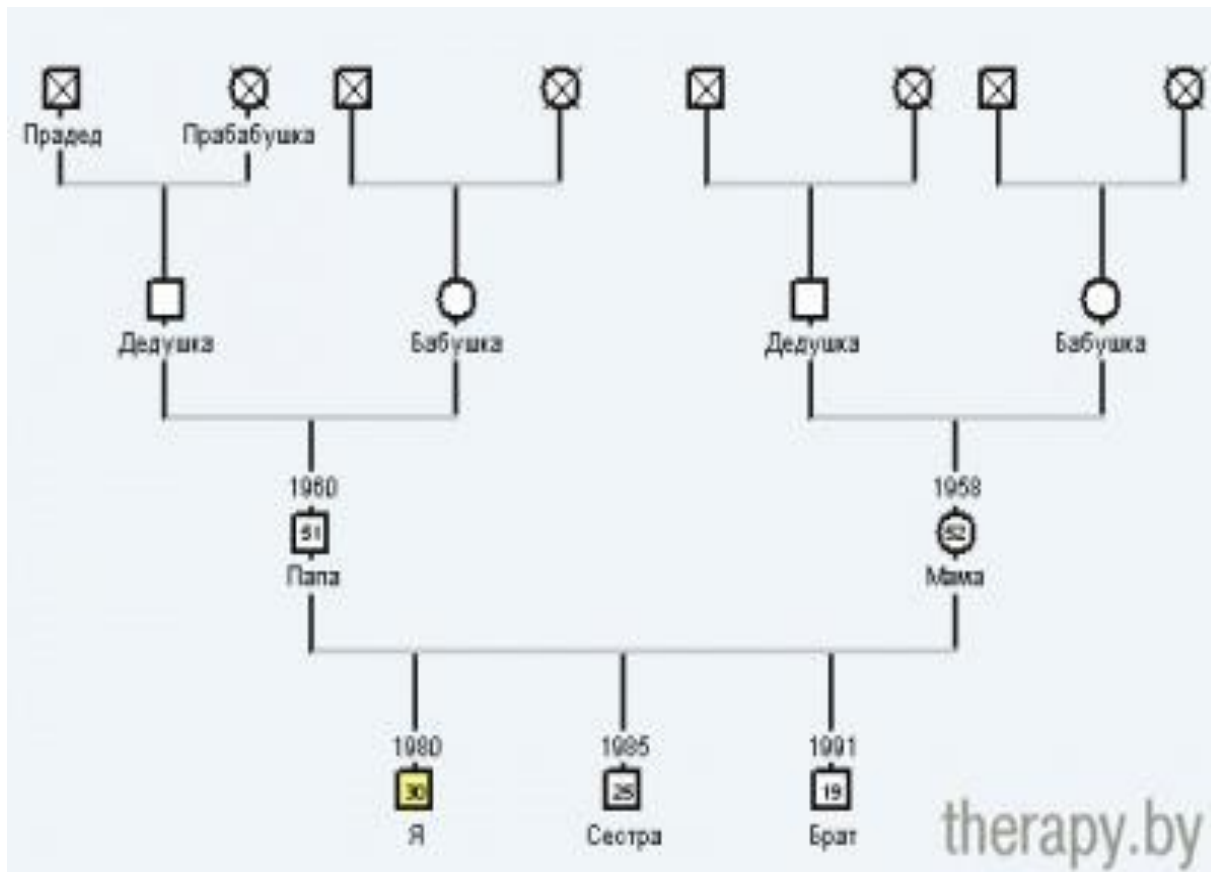 Прадед Прабабушка
Дедушка Бабушка Дедушка Бабушка
1960 1958
51 52
Папа Мама
1980 1985 1991
30 25 19
Я Сестра Брат
therapy.by